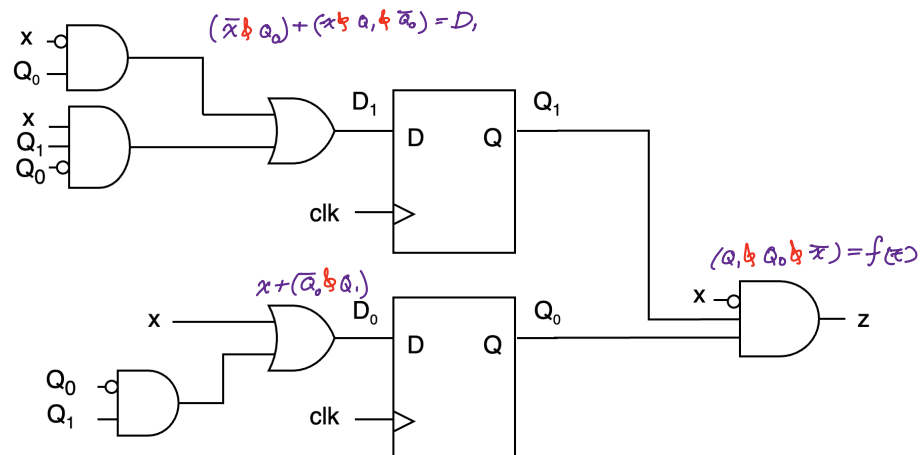 (x̅ & Q₀) + (x & Q₁ & Q̅₀) = D₁
x
Q₀
x
Q₁
Q₀
D₁
D
Q
Q₁
clk
(Q₁ & Q₀ & x̅) = f(z)
x + (Q̅₀ & Q₁)
x
D₀
D
Q
Q₀
x
z
Q₀
Q₁
clk